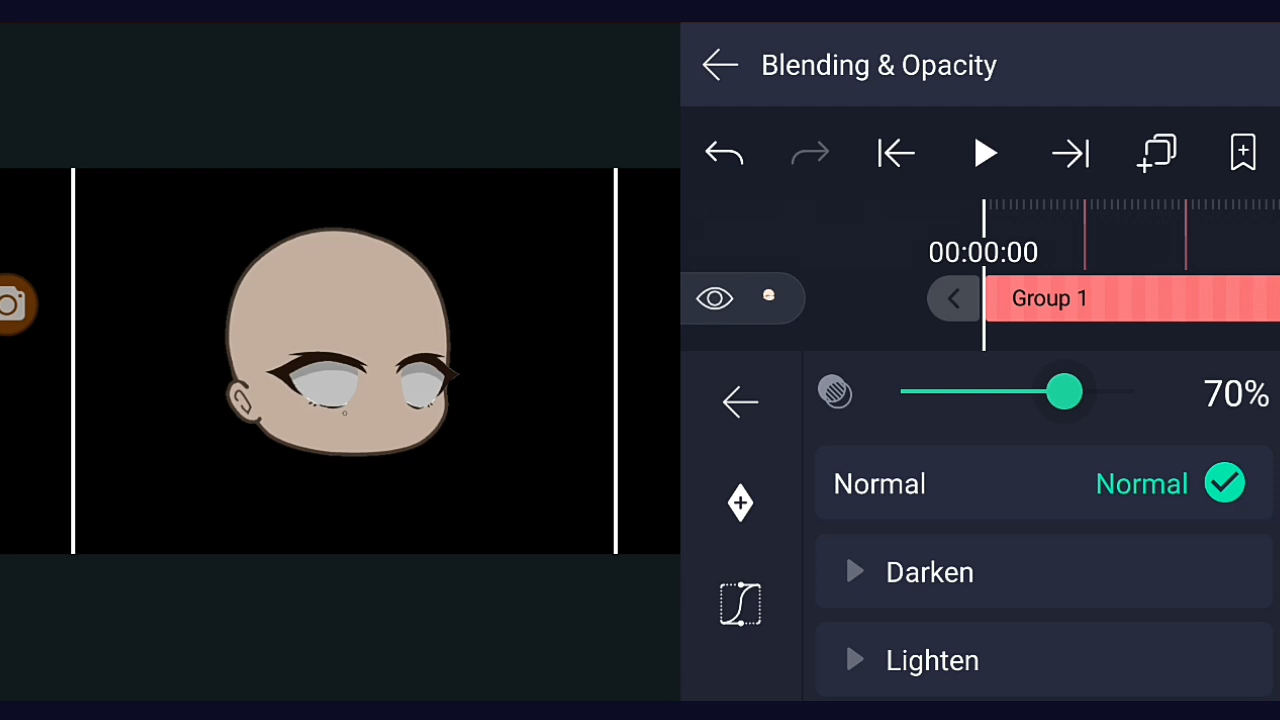 Blending & Opacity
00:00:00
Group 1
70%
Normal Normal
Darken
Lighten